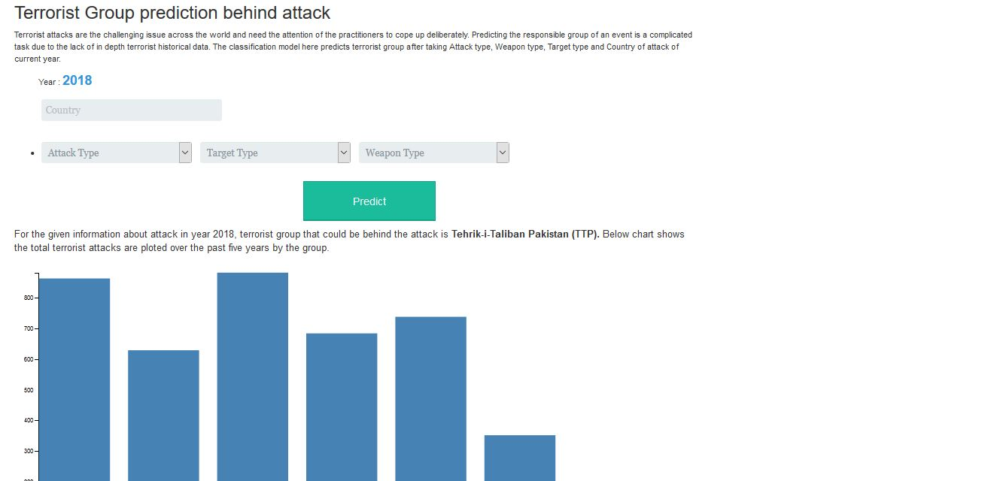 Terrorist Group prediction behind attack
Terrorist attacks are the challenging issue across the world and need the attention of the practitioners to cope up deliberately. Predicting the responsible group of an event is a complicated
task due to the lack of in depth terrorist historical data. The classification model here predicts terrorist group after taking Attack type, Weapon type, Target type and Country of attack of
current year.
Year : 2018
Country
Attack Type Target Type Weapon Type
Predict
For the given information about attack in year 2018, terrorist group that could be behind the attack is Tehrik-i-Taliban Pakistan (TTP). Below chart shows
the total terrorist attacks are ploted over the past five years by the group.
800
700
600
500
400
300